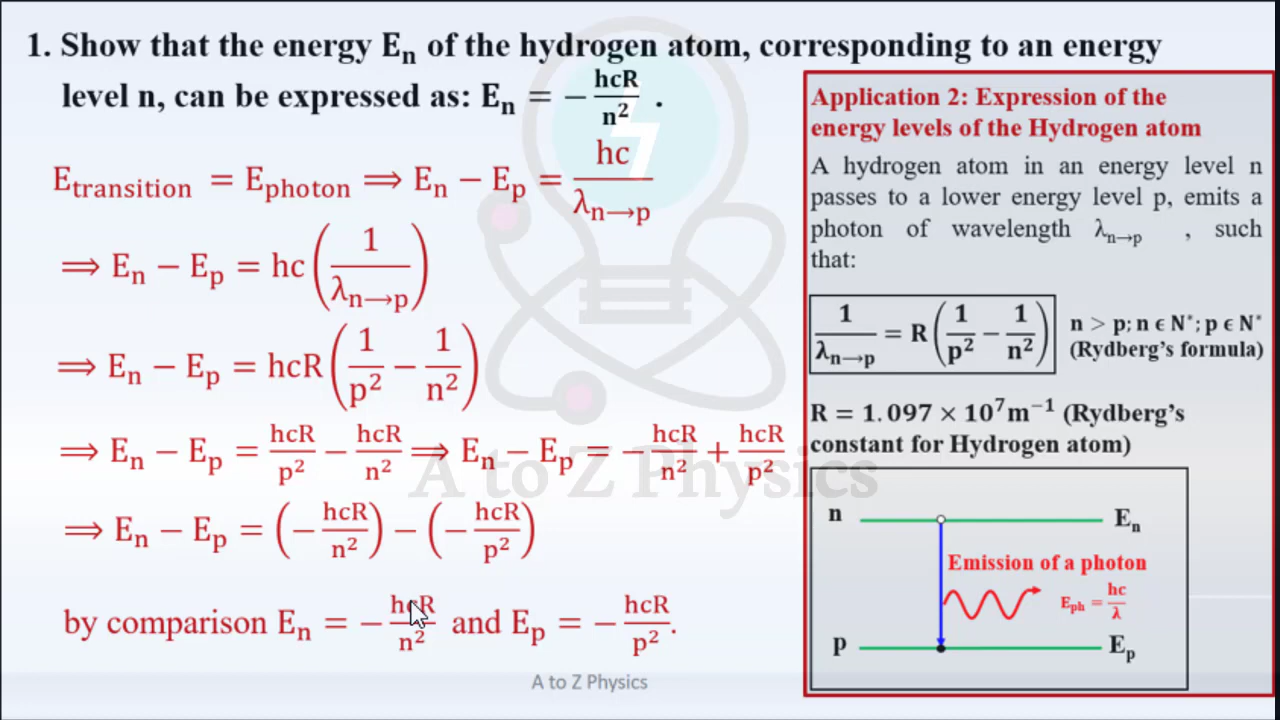 1. Show that the energy Eₙ of the hydrogen atom, corresponding to an energy
level n, can be expressed as: Eₙ = − hcR/n² .
E_transition = E_photon ⟹ Eₙ − Eₚ = hc/λₙ→ₚ
⟹ Eₙ − Eₚ = hc(1/λₙ→ₚ)
⟹ Eₙ − Eₚ = hcR(1/p² − 1/n²)
⟹ Eₙ − Eₚ = hcR/p² − hcR/n² ⟹ Eₙ − Eₚ = − hcR/n² + hcR/p²
⟹ Eₙ − Eₚ = (− hcR/n²) − (− hcR/p²)
by comparison Eₙ = − hcR/n² and Eₚ = − hcR/p².
A to Z Physics
A to Z Physics
Application 2: Expression of the
energy levels of the Hydrogen atom
A hydrogen atom in an energy level n
passes to a lower energy level p, emits a
photon of wavelength λₙ→ₚ , such
that:
1/λₙ→ₚ = R(1/p² − 1/n²)
n > p; n ϵ N*; p ϵ N*
(Rydberg's formula)
R = 1.097 × 10⁷m⁻¹ (Rydberg's
constant for Hydrogen atom)
n Eₙ
Emission of a photon
Eₚₕ = hc/λ
p Eₚ